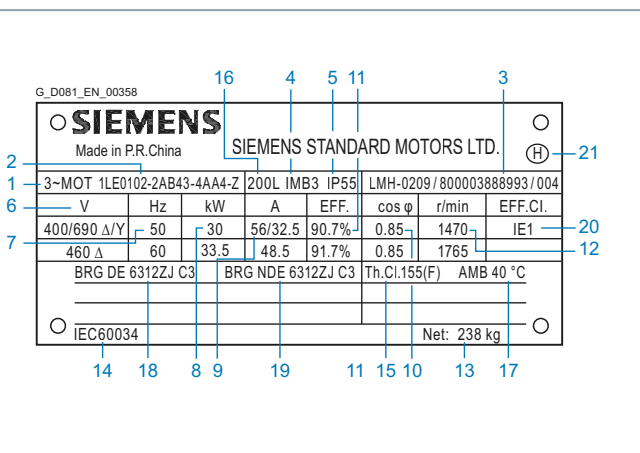 16 4 5 11 3
G_D081_EN_00358
SIEMENS
Made in P.R.China
SIEMENS STANDARD MOTORS LTD.
H 21
2
1 3~MOT 1LE0102-2AB43-4AA4-Z 200L IMB3 IP55 LMH-0209/800003888993/004
6 V Hz kW A EFF. cos φ r/min EFF.Cl.
400/690 Δ/Y 50 30 56/32.5 90.7% 0.85 1470 IE1 20
7 12
460 Δ 60 33.5 48.5 91.7% 0.85 1765
BRG DE 6312ZJ C3 BRG NDE 6312ZJ C3 Th.Cl.155(F) AMB 40 °C
IEC60034 Net: 238 kg
14 18 8 9 19 11 15 10 13 17